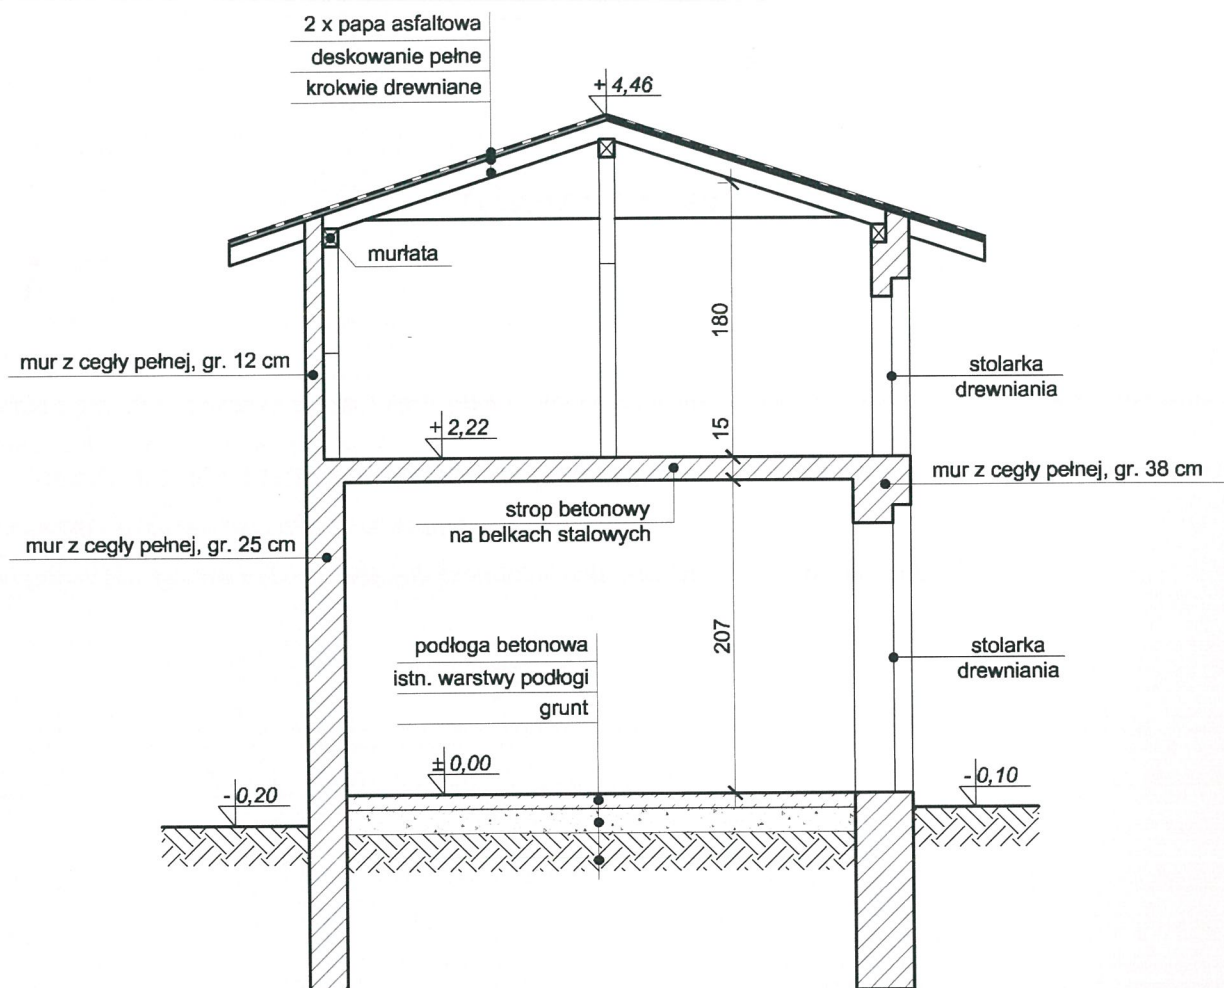 2 x papa asfaltowa
deskowanie pełne
krokwie drewniane
+ 4,46
murłata
180
mur z cegły pełnej, gr. 12 cm
stolarka
drewniania
+ 2,22
15
mur z cegły pełnej, gr. 38 cm
strop betonowy
na belkach stalowych
mur z cegły pełnej, gr. 25 cm
207
podłoga betonowa
istn. warstwy podłogi
grunt
stolarka
drewniania
± 0,00
- 0,20
- 0,10